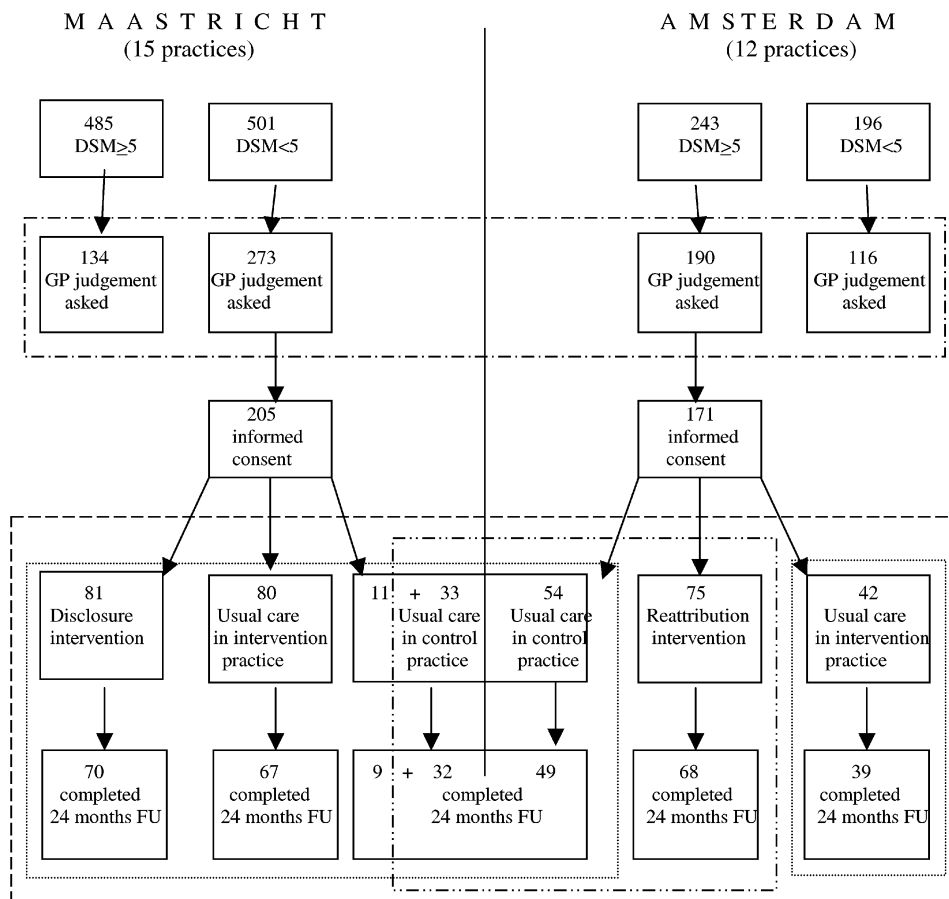 M A A S T R I C H T
(15 practices)
A M S T E R D A M
(12 practices)
485
DSM≥5
501
DSM<5
243
DSM≥5
196
DSM<5
134
GP judgement
asked
273
GP judgement
asked
190
GP judgement
asked
116
GP judgement
asked
205
informed
consent
171
informed
consent
81
Disclosure
intervention
80
Usual care
in intervention
practice
11 + 33
Usual care
in control
practice
54
Usual care
in control
practice
75
Reattribution
intervention
42
Usual care
in intervention
practice
70
completed
24 months FU
67
completed
24 months FU
9 + 32 49
completed
24 months FU
68
completed
24 months FU
39
completed
24 months FU